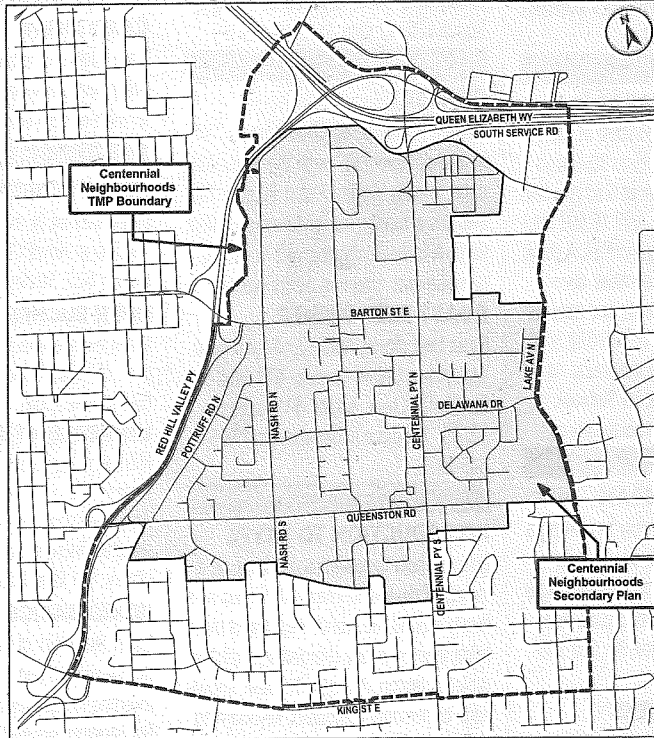 N
QUEEN ELIZABETH WY
SOUTH SERVICE RD
Centennial
Neighbourhoods
TMP Boundary
BARTON ST E
LAKE AV N
RED HILL VALLEY PY
POTTRUFF RD N
NASH RD N
CENTENNIAL PY N
DELAWANA DR
QUEENSTON RD
NASH RD S
CENTENNIAL PY S
Centennial
Neighbourhoods
Secondary Plan
KING ST E